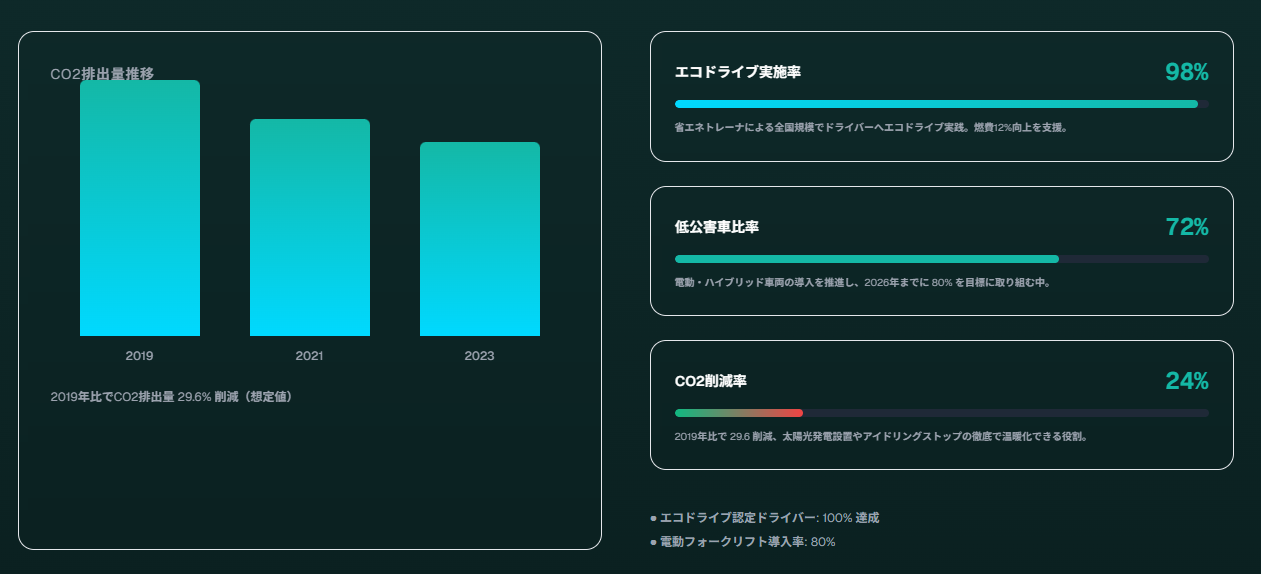 CO2排出量推移
2019
2021
2023
2019年比でCO2排出量 29.6% 削減（想定値）
エコドライブ実施率
98%
省エネトレーナによる全国規模でドライバーへエコドライブ実践。燃費12%向上を支援。
低公害車比率
72%
電動・ハイブリッド車両の導入を推進し、2026年までに 80% を目標に取り組む中。
CO2削減率
24%
2019年比で 29.6 削減、太陽光発電設置やアイドリングストップの徹底で温暖化できる役割。
● エコドライブ認定ドライバー: 100% 達成
● 電動フォークリフト導入率: 80%